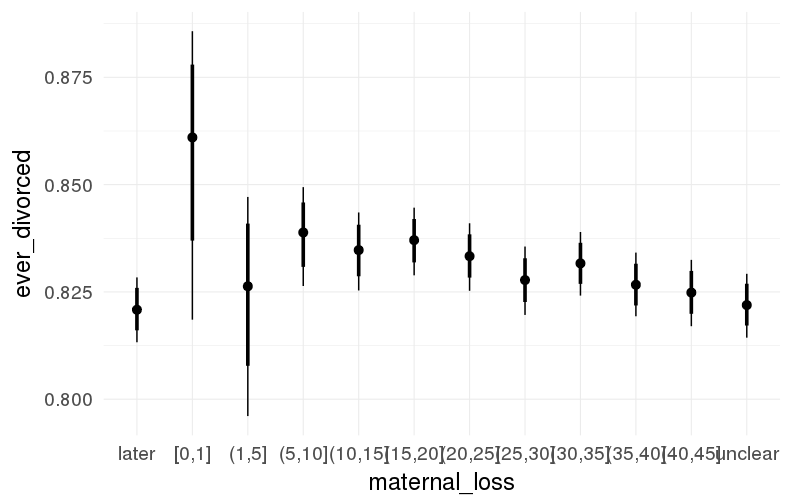 0.875
0.850
0.825
0.800
ever_divorced
later [0,1] (1,5] (5,10] (10,15] (15,20] (20,25] (25,30] (30,35] (35,40] (40,45] unclear
maternal_loss